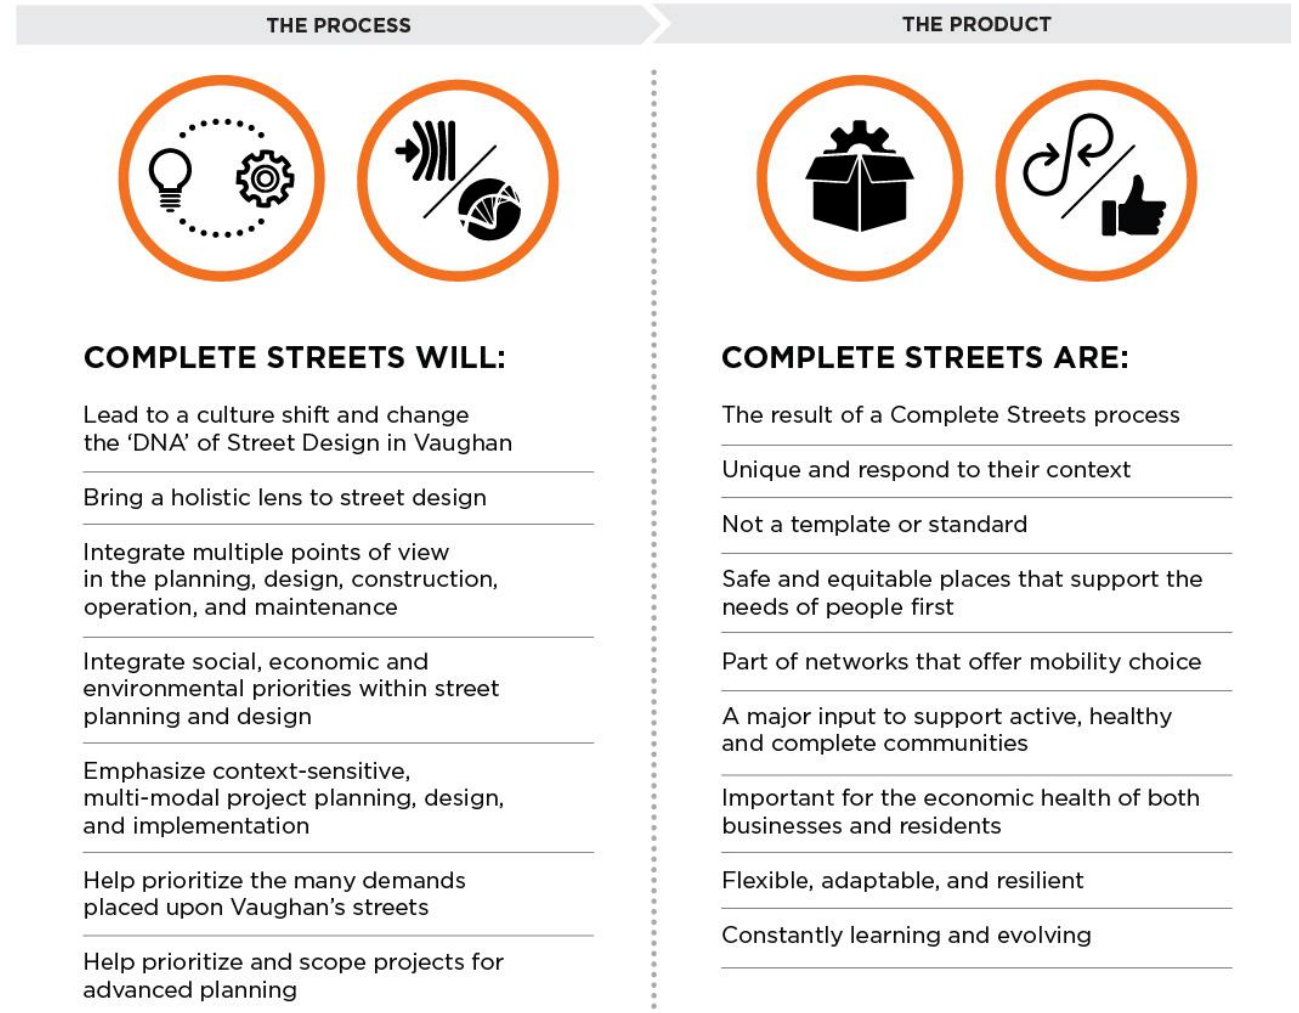 THE PROCESS
THE PRODUCT
COMPLETE STREETS WILL:
Lead to a culture shift and change
the ‘DNA’ of Street Design in Vaughan
Bring a holistic lens to street design
Integrate multiple points of view
in the planning, design, construction,
operation, and maintenance
Integrate social, economic and
environmental priorities within street
planning and design
Emphasize context-sensitive,
multi-modal project planning, design,
and implementation
Help prioritize the many demands
placed upon Vaughan’s streets
Help prioritize and scope projects for
advanced planning
COMPLETE STREETS ARE:
The result of a Complete Streets process
Unique and respond to their context
Not a template or standard
Safe and equitable places that support the
needs of people first
Part of networks that offer mobility choice
A major input to support active, healthy
and complete communities
Important for the economic health of both
businesses and residents
Flexible, adaptable, and resilient
Constantly learning and evolving